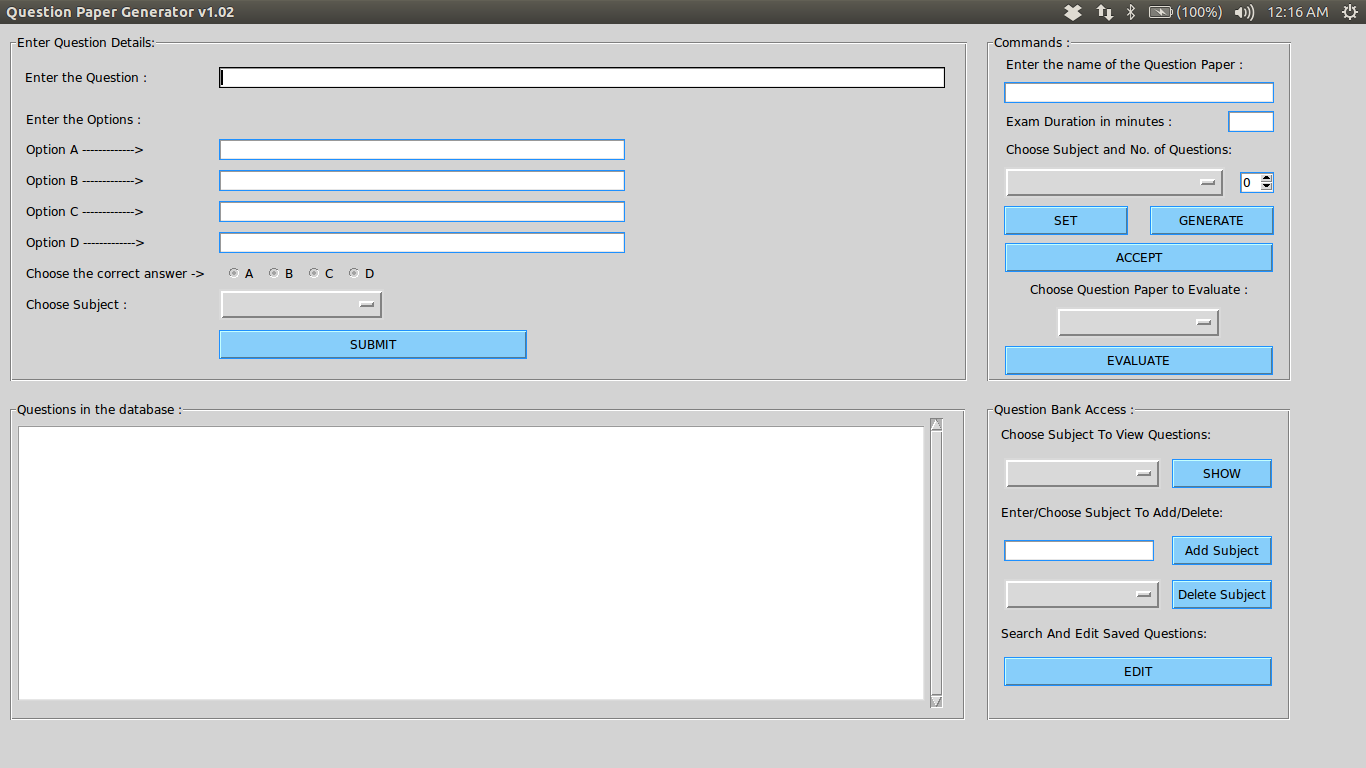 Question Paper Generator v1.02
(100%) 12:16 AM
Enter Question Details:
Enter the Question :
Enter the Options :
Option A ------------->
Option B ------------->
Option C ------------->
Option D ------------->
Choose the correct answer -> A B C D
Choose Subject :
SUBMIT
Commands :
Enter the name of the Question Paper :
Exam Duration in minutes :
Choose Subject and No. of Questions:
0
SET GENERATE
ACCEPT
Choose Question Paper to Evaluate :
EVALUATE
Questions in the database :
Question Bank Access :
Choose Subject To View Questions:
SHOW
Enter/Choose Subject To Add/Delete:
Add Subject
Delete Subject
Search And Edit Saved Questions:
EDIT